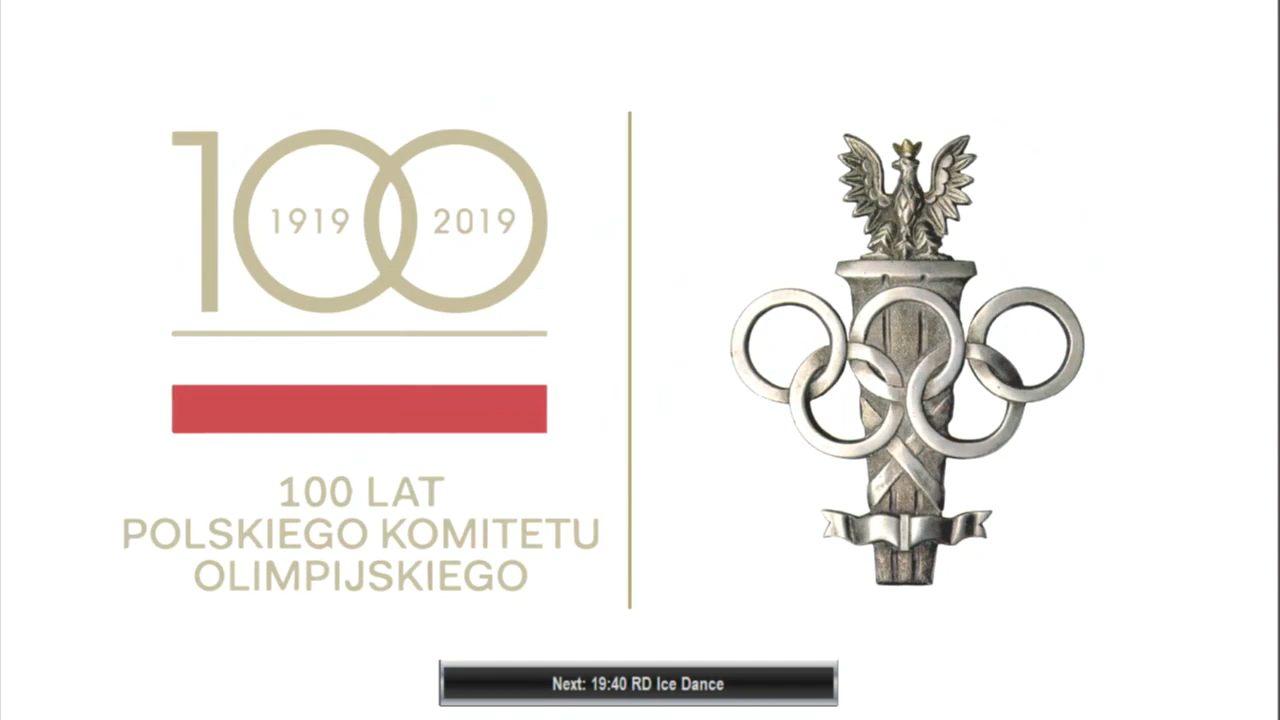 100
1919 2019
100 LAT
POLSKIEGO KOMITETU
OLIMPIJSKIEGO
Next: 19:40 RD Ice Dance